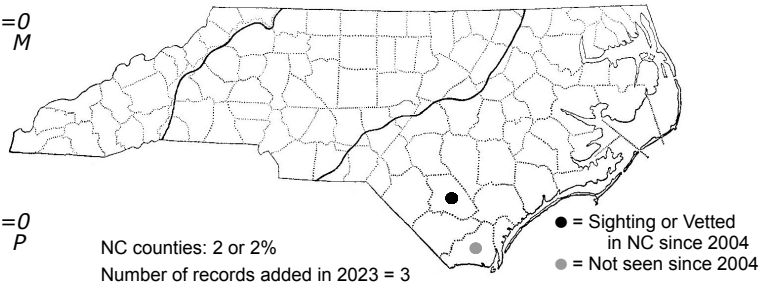 =0
M
=0
P
NC counties: 2 or 2%
Number of records added in 2023 = 3
= Sighting or Vetted
in NC since 2004
= Not seen since 2004